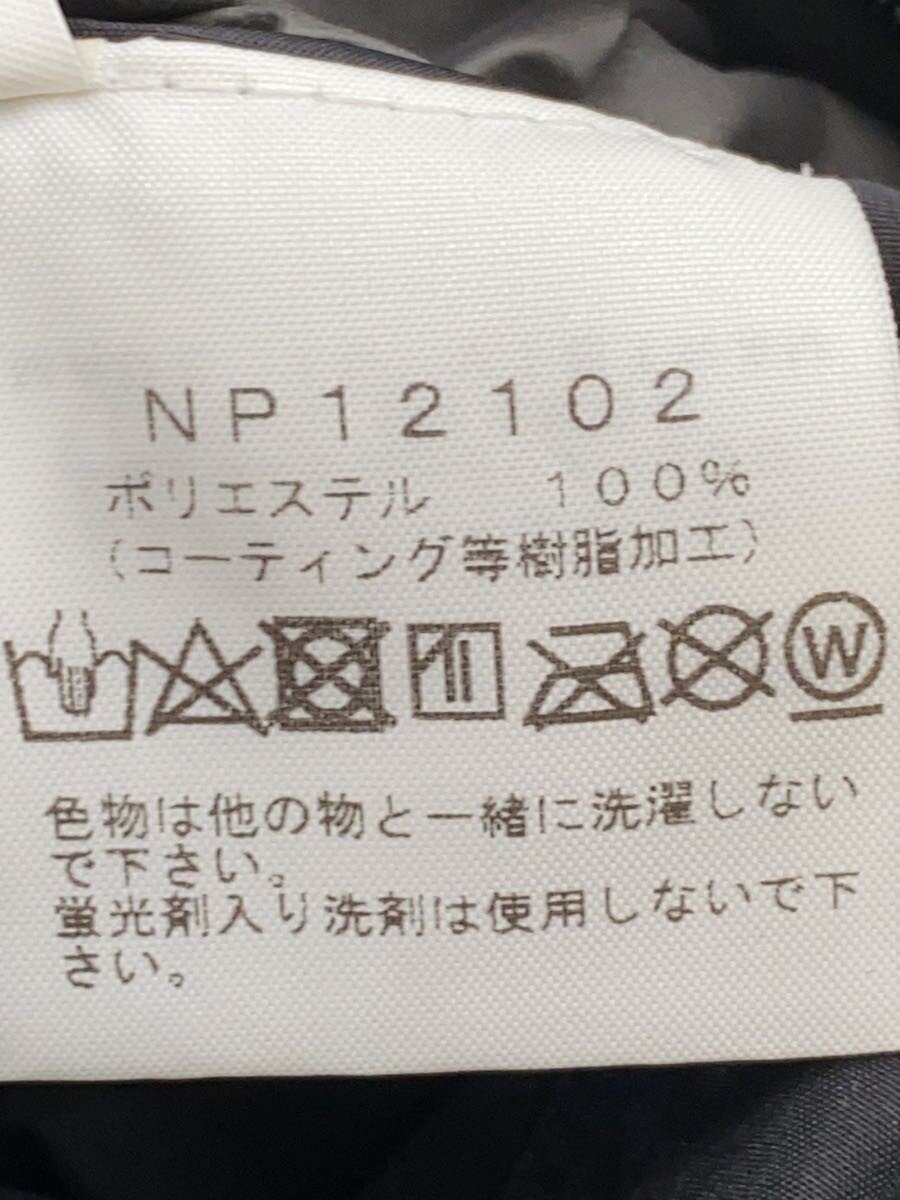 NP12102
ポリエステル 100%
(コーティング等樹脂加工)
W
色物は他の物と一緒に洗濯しない
で下さい。
蛍光剤入り洗剤は使用しないで下
さい。